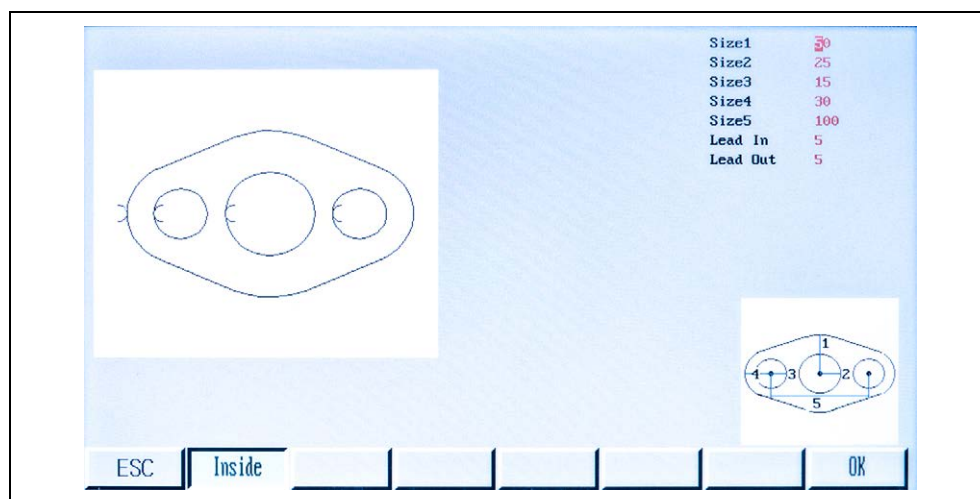 Size1 50
Size2 25
Size3 15
Size4 30
Size5 100
Lead In 5
Lead Out 5
1
4 3 2
5
ESC Inside OK